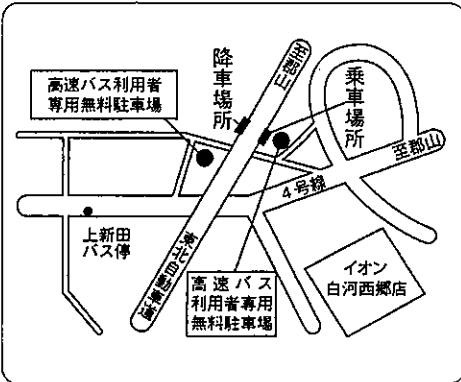 高速バス利用者
専用無料駐車場
降車場所
至郡山
乗車場所
至郡山
4号線
上新田
バス停
東北自動車道
高速バス
利用者専用
無料駐車場
イオン
白河西郷店